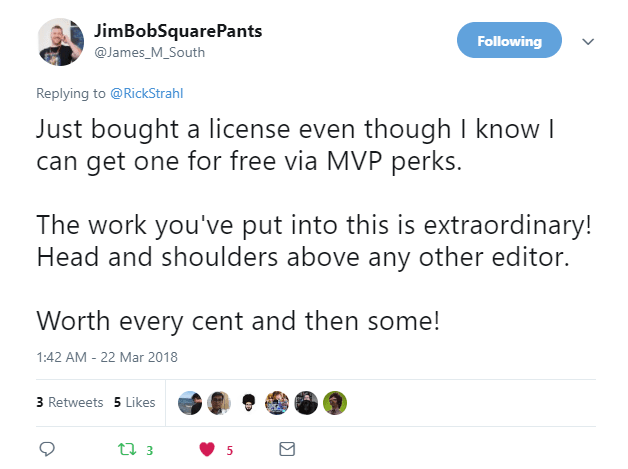 JimBobSquarePants
@James_M_South
Following
Replying to @RickStrahl
Just bought a license even though I know I
can get one for free via MVP perks.
The work you've put into this is extraordinary!
Head and shoulders above any other editor.
Worth every cent and then some!
1:42 AM - 22 Mar 2018
3 Retweets 5 Likes
3 5